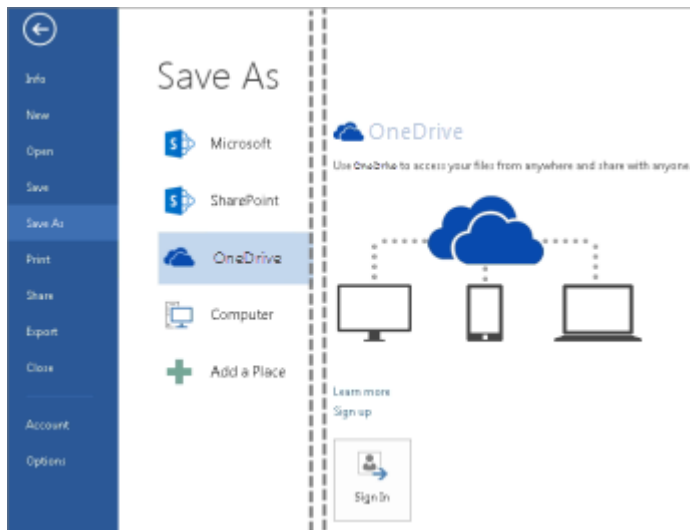 Info
New
Open
Save
Save As
Print
Share
Export
Close
Account
Options
Save As
Microsoft
SharePoint
OneDrive
Computer
Add a Place
OneDrive
Use OneDrive to access your files from anywhere and share with anyone.
Learn more
Sign up
Sign In